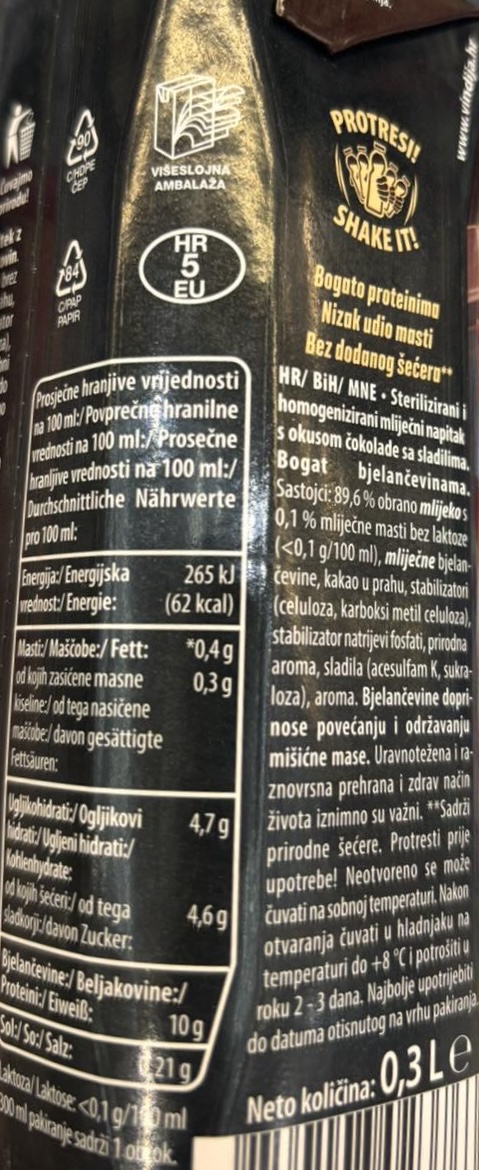 www.vindija.hr
90
C/HDPE
ČEP
84
C/PAP
PAPIR
VIŠESLOJNA
AMBALAŽA
HR
5
EU
PROTRESI!
SHAKE IT!
Bogato proteinima
Nizak udio masti
Bez dodanog šećera**
Prosječne hranjive vrijednosti
na 100 ml:/Povprečne hranilne
vrednosti na 100 ml:/Prosečne
hranljive vrednosti na 100 ml:/
Durchschnittliche Nährwerte
pro 100 ml:
Energija:/Energijska 265 kJ
vrednost:/Energie: (62 kcal)
Masti:/Maščobe:/Fett: *0,4 g
od kojih zasićene masne 0,3 g
kiseline:/od tega nasičene
maščobe:/davon gesättigte
Fettsäuren:
Ugljikohidrati:/Ogljikovi 4,7 g
hidrati:/Ugljeni hidrati:/
Kohlenhydrate:
od kojih šećeri:/od tega 4,6 g
sladkorji:/davon Zucker:
Bjelančevine:/Beljakovine:/
Proteini:/Eiweiß: 10 g
Sol:/So:/Salz: 21 g
Laktoza/Laktose: <0,1 g/100 ml
300 ml pakiranje sadrži 1 obrok.
HR/ BiH/ MNE • Sterilizirani i
homogenizirani mliječni napitak
s okusom čokolade sa sladilima.
Bogat bjelančevinama.
Sastojci: 89,6 % obrano mlijeko s
0,1 % mliječne masti bez laktoze
(<0,1 g/100 ml), mliječne bjelan-
čevine, kakao u prahu, stabilizatori
(celuloza, karboksi metil celuloza),
stabilizator natrijevi fosfati, prirodna
aroma, sladila (acesulfam K, sukra-
loza), aroma. Bjelančevine dopri-
nose povećanju i održavanju
mišićne mase. Uravnotežena i ra-
znovrsna prehrana i zdrav način
života iznimno su važni. **Sadrži
prirodne šećere. Protresti prije
upotrebe! Neotvoreno se može
čuvati na sobnoj temperaturi. Nakon
otvaranja čuvati u hladnjaku na
temperaturi do +8 °C i potrošiti u
roku 2 - 3 dana. Najbolje upotrijebiti
do datuma otisnutog na vrhu pakiranja.
Neto količina: 0,3 L e